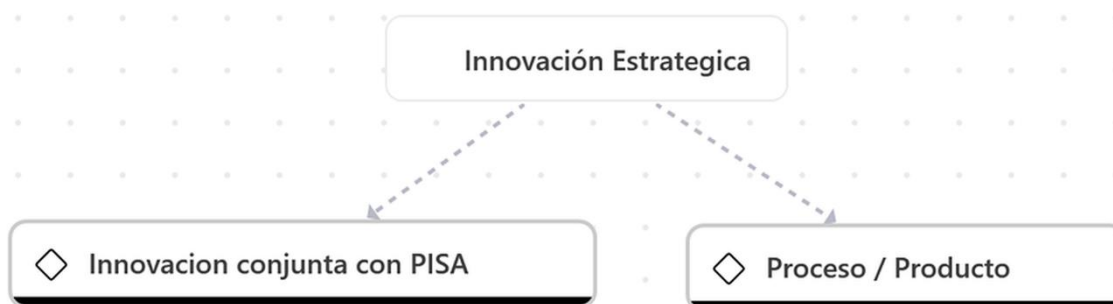 Innovación Estrategica
Innovacion conjunta con PISA
Proceso / Producto